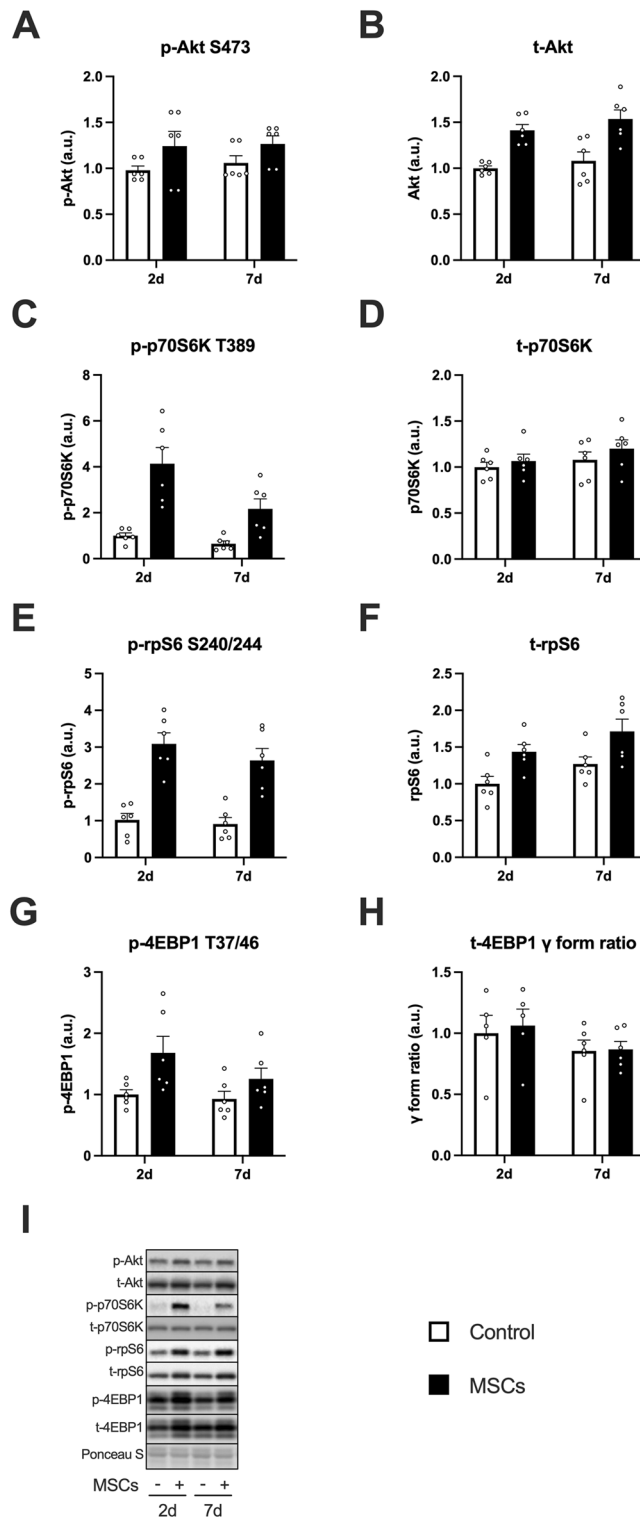 A
B
p-Akt S473
t-Akt
p-Akt (a.u.)
2.0
1.5
1.0
0.5
0.0
2d
7d
Akt (a.u.)
2.0
1.5
1.0
0.5
0.0
2d
7d
C
D
p-p70S6K T389
t-p70S6K
p-p70S6K (a.u.)
8
6
4
2
0
2d
7d
p70S6K (a.u.)
2.0
1.5
1.0
0.5
0.0
2d
7d
E
F
p-rpS6 S240/244
t-rpS6
p-rpS6 (a.u.)
5
4
3
2
1
0
2d
7d
rpS6 (a.u.)
2.5
2.0
1.5
1.0
0.5
0.0
2d
7d
G
H
p-4EBP1 T37/46
t-4EBP1 γ form ratio
p-4EBP1 (a.u.)
3
2
1
0
2d
7d
γ form ratio (a.u.)
1.5
1.0
0.5
0.0
2d
7d
I
p-Akt
t-Akt
p-p70S6K
t-p70S6K
p-rpS6
t-rpS6
p-4EBP1
t-4EBP1
Ponceau S
MSCs - + - +
2d 7d
Control
MSCs